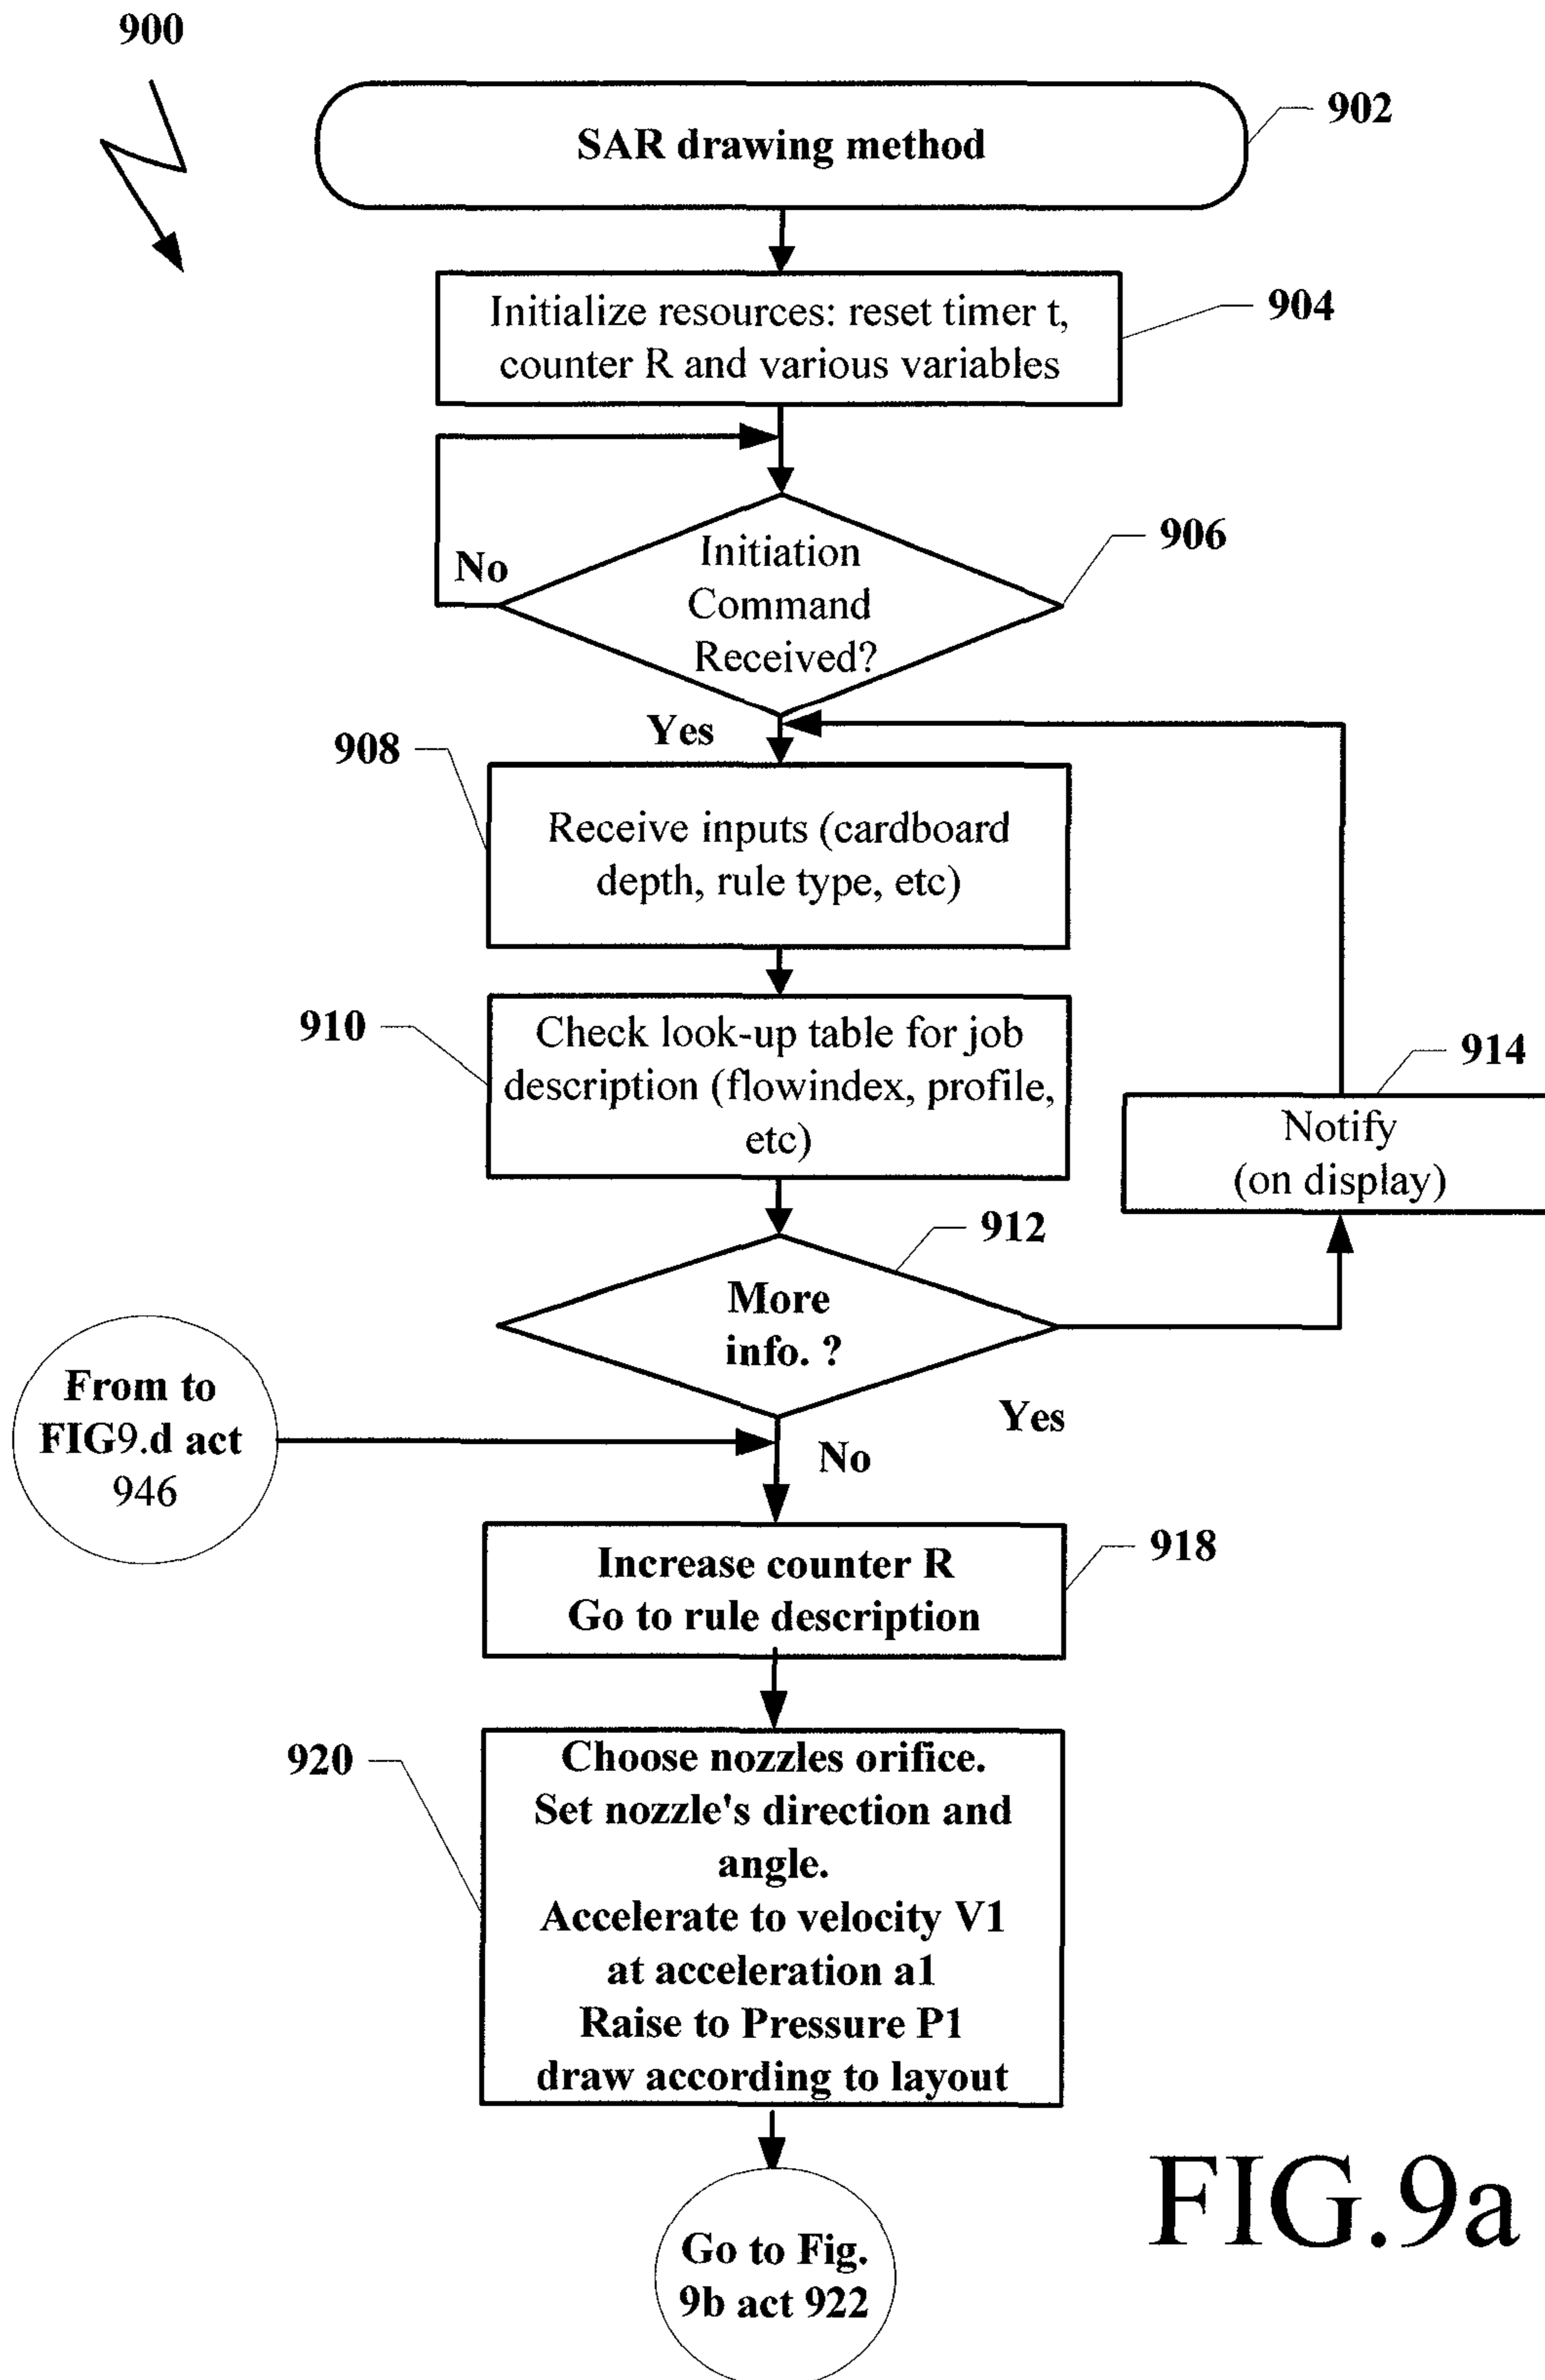 900
902
SAR drawing method
Initialize resources: reset timer t,
counter R and various variables
904
906
Initiation
Command
Received?
No
Yes
908
Receive inputs (cardboard
depth, rule type, etc)
910
Check look-up table for job
description (flowindex, profile,
etc)
914
Notify
(on display)
912
More
info. ?
From to
FIG9.d act
946
Yes
No
918
Increase counter R
Go to rule description
920
Choose nozzles orifice.
Set nozzle's direction and
angle.
Accelerate to velocity V1
at acceleration a1
Raise to Pressure P1
draw according to layout
Go to Fig.
9b act 922
FIG.9a